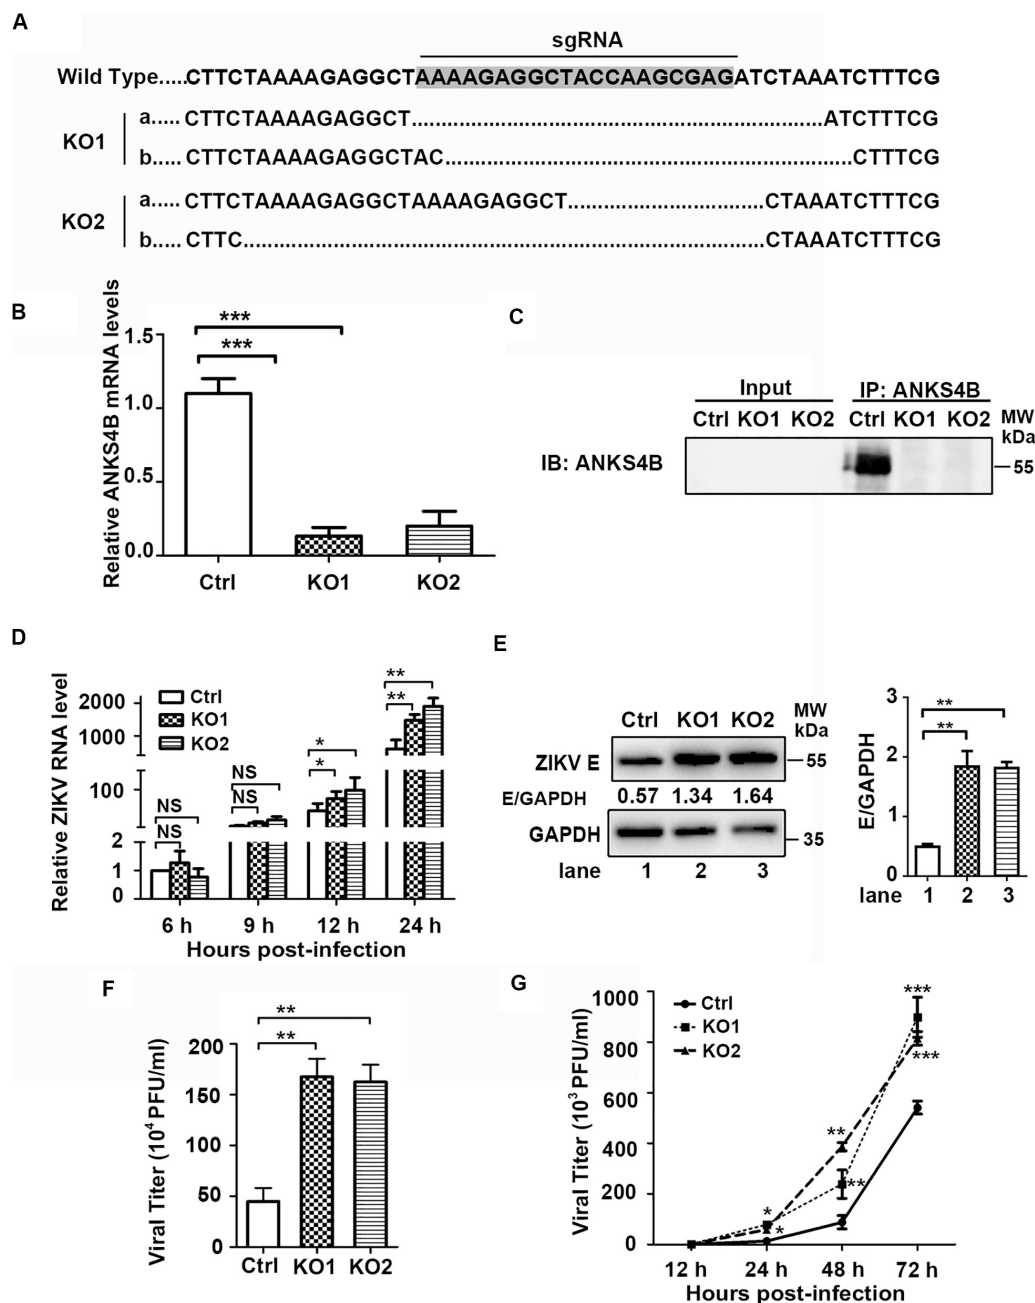 A
sgRNA
Wild Type.....CTTCTAAAAGAGGCTAAAAGAGGCTACCAAGCGAGATCTAAATCTTTCG
KO1
a.....CTTCTAAAAGAGGCT......................................................................ATCTTTCG
b.....CTTCTAAAAGAGGCTAC......................................................................CTTTCG
KO2
a.....CTTCTAAAAGAGGCTAAAAGAGGCT..................................CTAAATCTTTCG
b.....CTTC.........................................................................................CTAAATCTTTCG
B
Relative ANKS4B mRNA levels
1.5
1.0
0.5
0.0
***
***
Ctrl KO1 KO2
C
Input IP: ANKS4B
Ctrl KO1 KO2 Ctrl KO1 KO2
MW
kDa
IB: ANKS4B
55
D
Relative ZIKV RNA level
2000
1000
100
2
1
0
Ctrl
KO1
KO2
NS
NS
NS
NS
*
*
**
**
6 h 9 h 12 h 24 h
Hours post-infection
E
Ctrl KO1 KO2
MW
kDa
ZIKV E
55
E/GAPDH 0.57 1.34 1.64
GAPDH
35
lane 1 2 3
E/GAPDH
3
2
1
0
**
**
lane 1 2 3
F
Viral Titer (10⁴ PFU/ml)
200
150
100
50
0
**
**
Ctrl KO1 KO2
G
Viral Titer (10³ PFU/ml)
1000
800
600
400
200
0
Ctrl
KO1
KO2
*
*
**
**
***
***
12 h 24 h 48 h 72 h
Hours post-infection